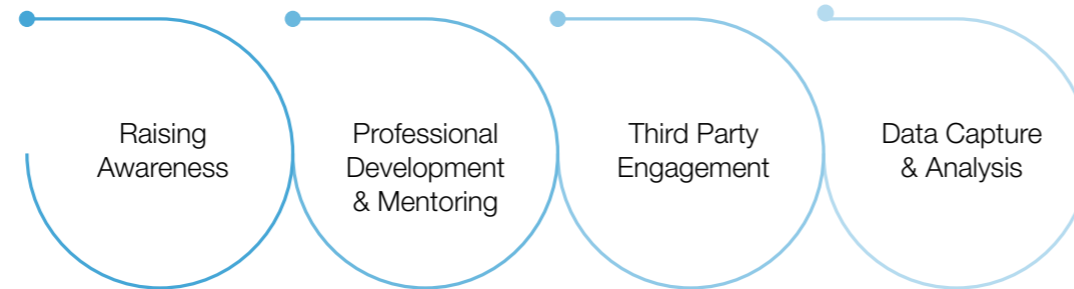 Raising
Awareness
Professional
Development
& Mentoring
Third Party
Engagement
Data Capture
& Analysis